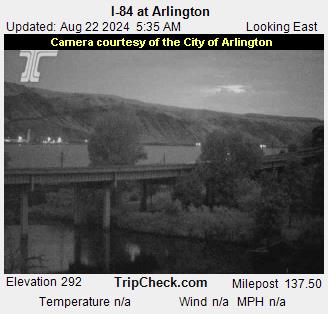 I-84 at Arlington
Updated: Aug 22 2024 5:35 AM Looking East
Camera courtesy of the City of Arlington
Elevation 292 TripCheck.com Milepost 137.50
Temperature n/a Wind n/a MPH n/a